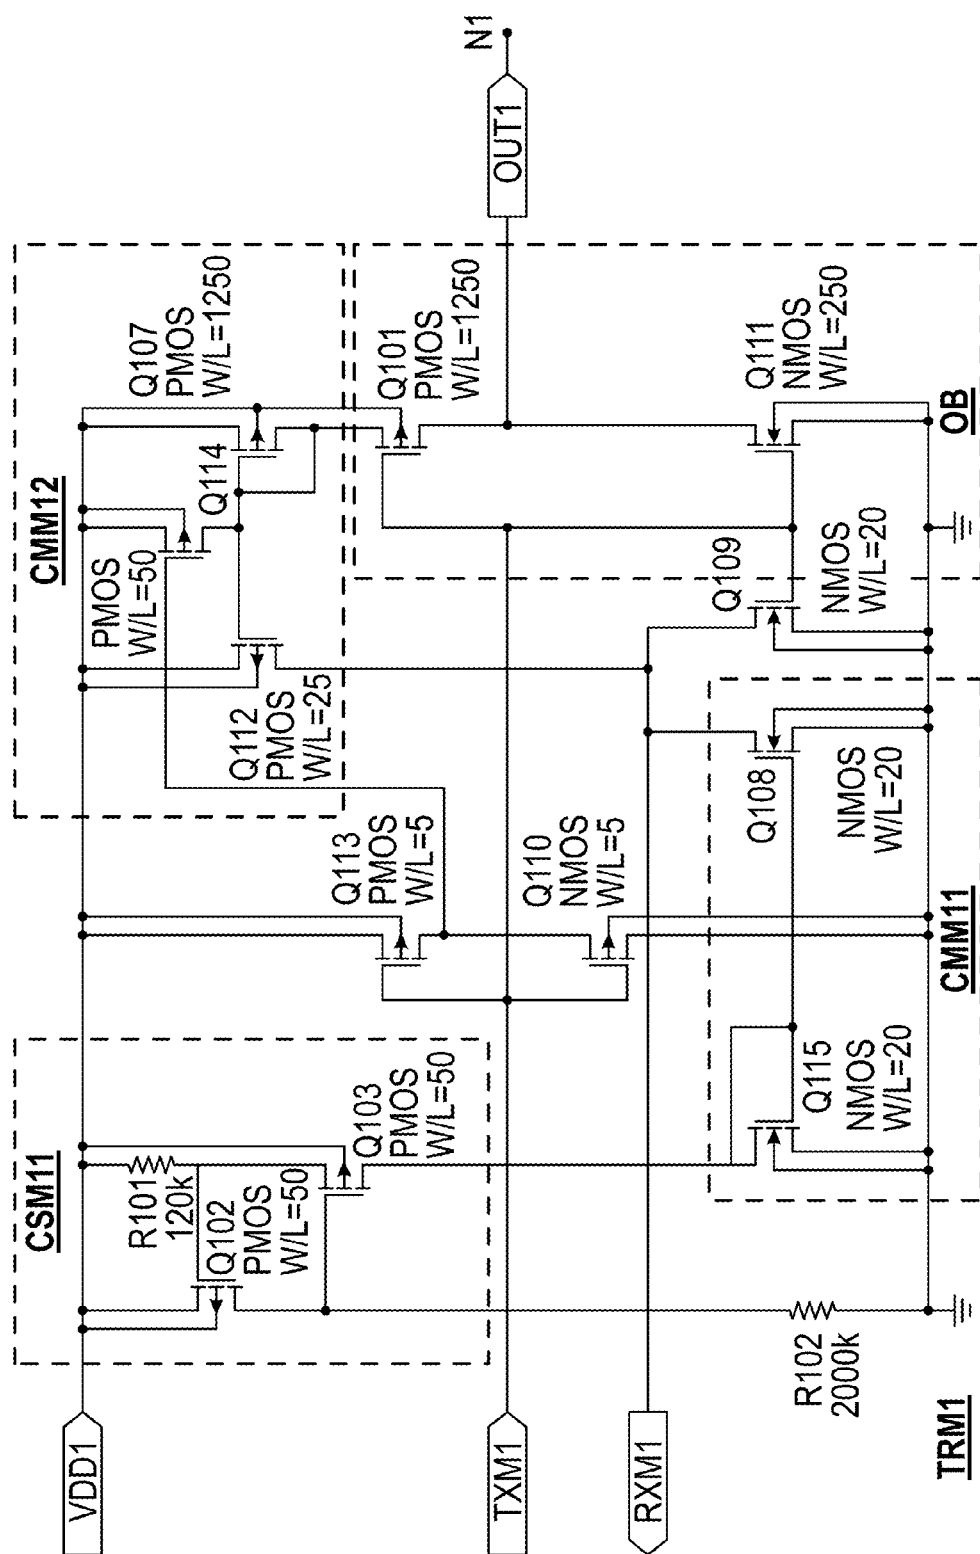 VDD1
TXM1
RXM1
TRM1
CSM11
R101
120k
Q102
PMOS
W/L=50
Q103
PMOS
W/L=50
R102
2000k
Q113
PMOS
W/L=5
Q110
NMOS
W/L=5
CMM11
Q115
NMOS
W/L=20
Q108
NMOS
W/L=20
CMM12
Q112
PMOS
W/L=25
PMOS
W/L=50
Q114
Q107
PMOS
W/L=1250
Q101
PMOS
W/L=1250
Q109
NMOS
W/L=20
Q111
NMOS
W/L=250
OB
OUT1
N1